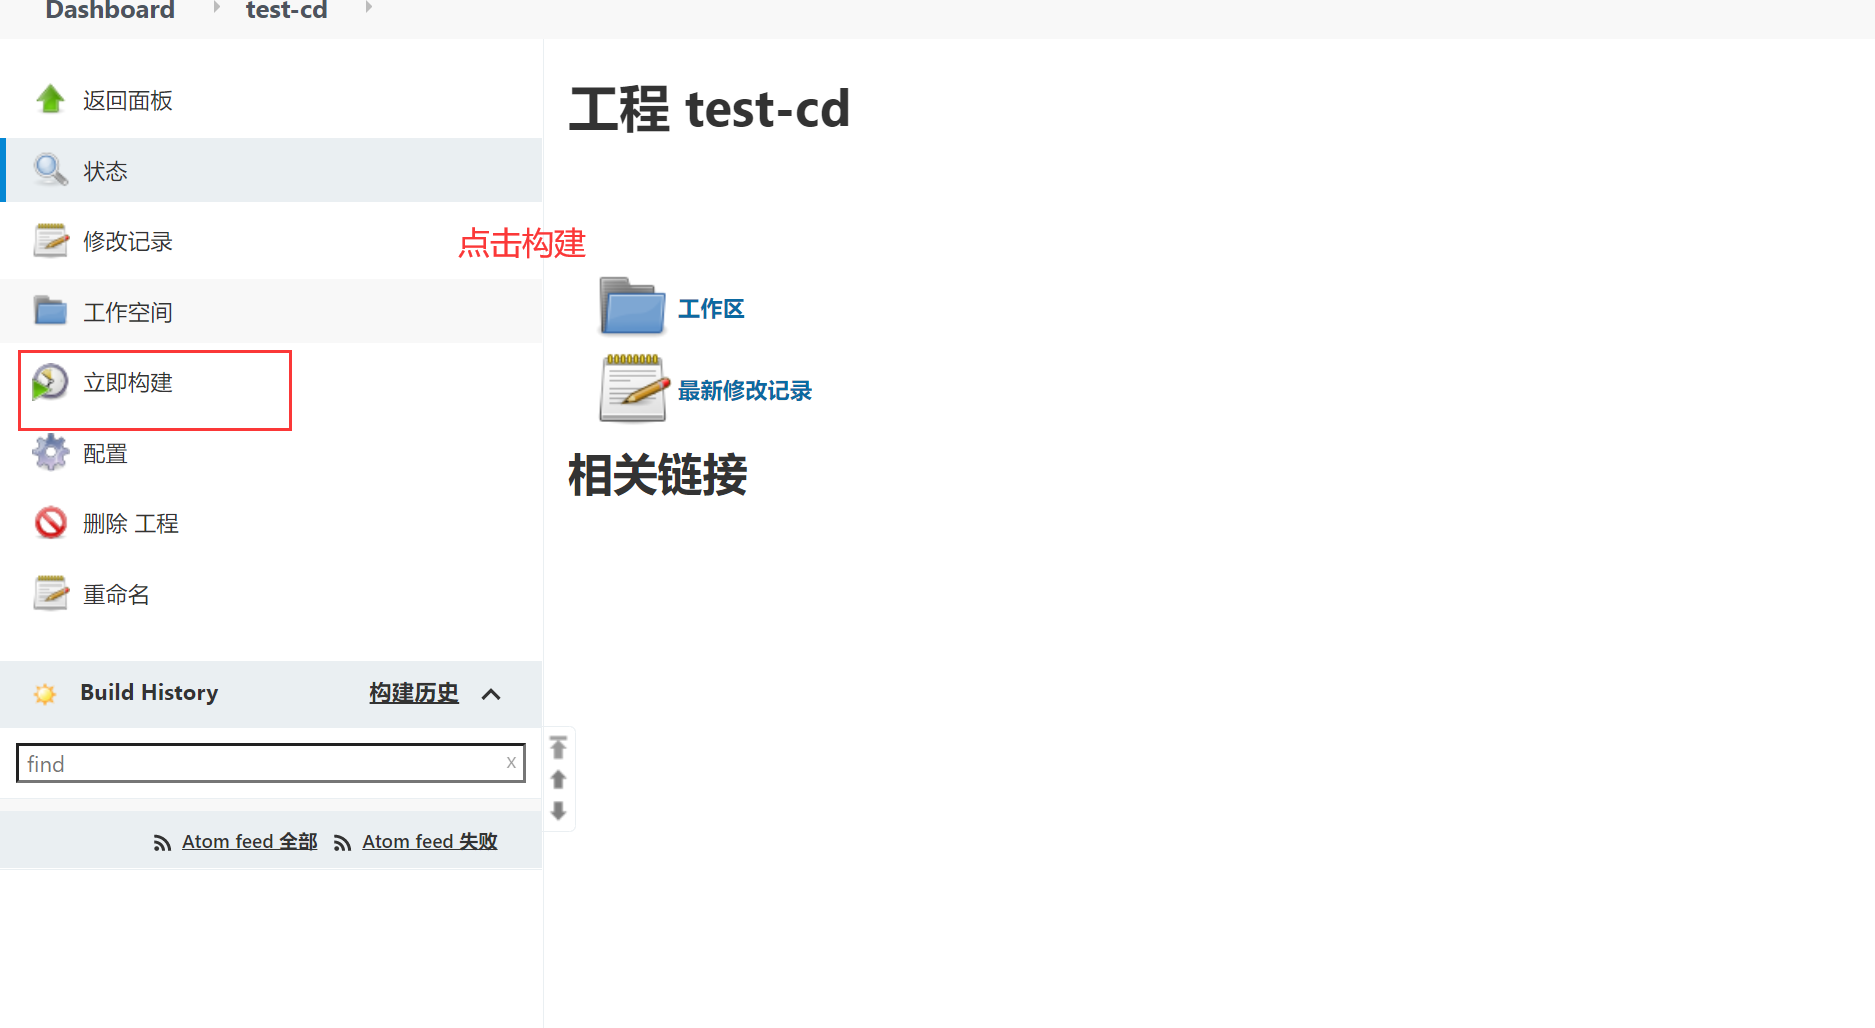 Dashboard test-cd
返回面板
状态
修改记录
工作空间
立即构建
配置
删除 工程
重命名
Build History 构建历史
find x
Atom feed 全部 Atom feed 失败
工程 test-cd
点击构建
工作区
最新修改记录
相关链接